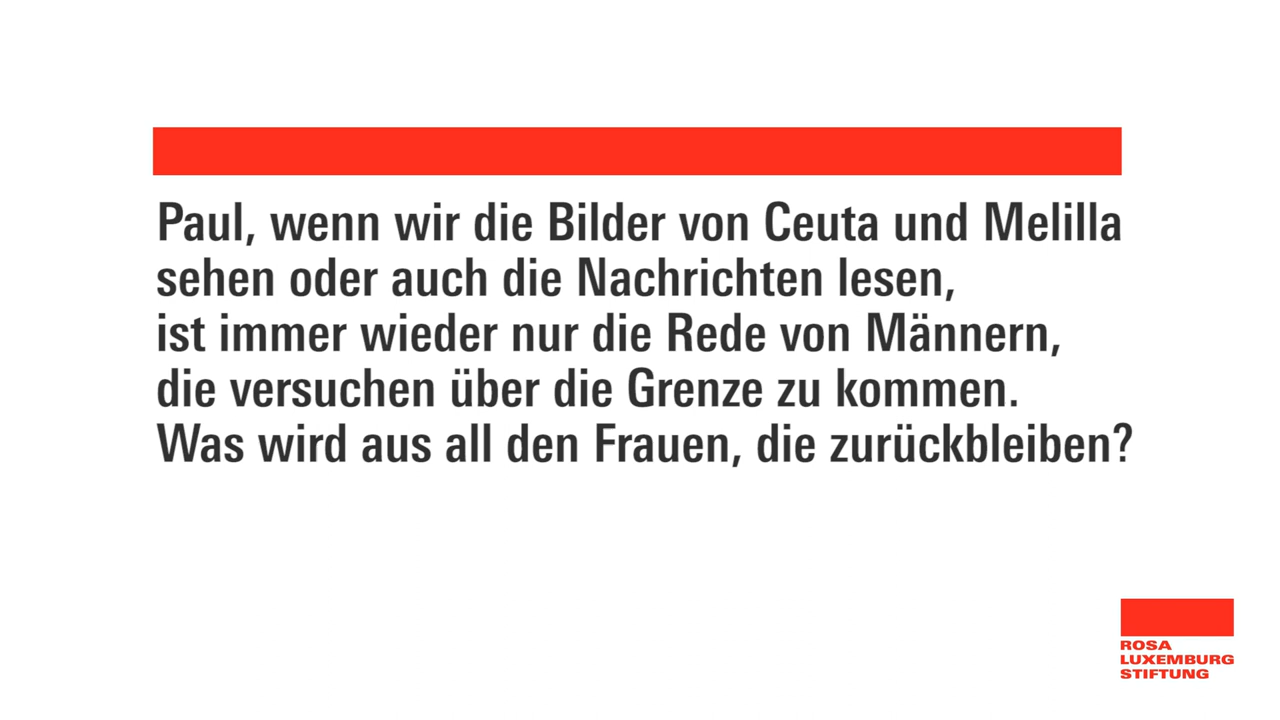 Paul, wenn wir die Bilder von Ceuta und Melilla
sehen oder auch die Nachrichten lesen,
ist immer wieder nur die Rede von Männern,
die versuchen über die Grenze zu kommen.
Was wird aus all den Frauen, die zurückbleiben?
ROSA
LUXEMBURG
STIFTUNG